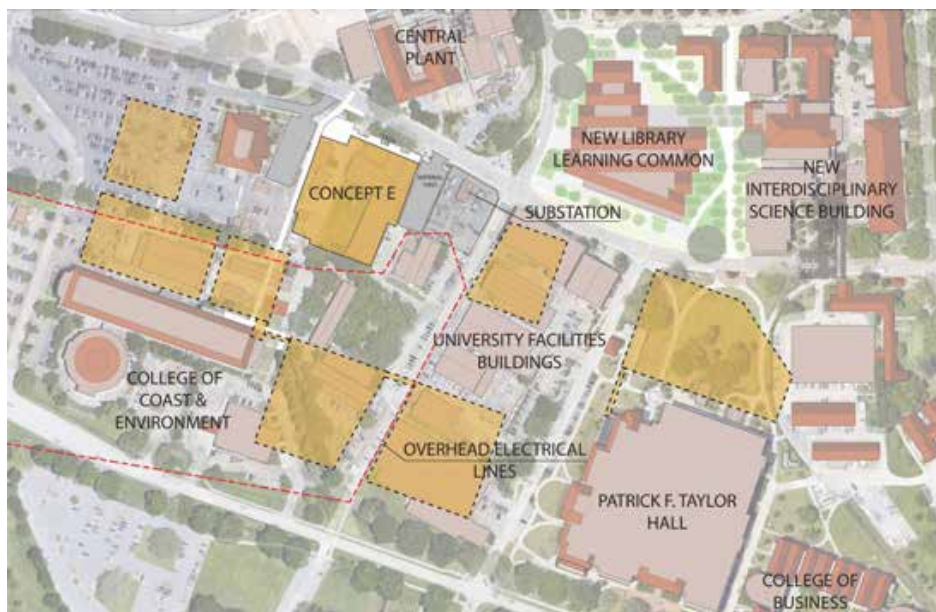 CENTRAL
PLANT
NEW LIBRARY
LEARNING COMMON
NEW
INTERDISCIPLINARY
SCIENCE BUILDING
CONCEPT E
SUBSTATION
UNIVERSITY FACILITIES
BUILDINGS
COLLEGE OF
COAST &
ENVIRONMENT
OVERHEAD ELECTRICAL
LINES
PATRICK F. TAYLOR
HALL
COLLEGE OF
BUSINESS